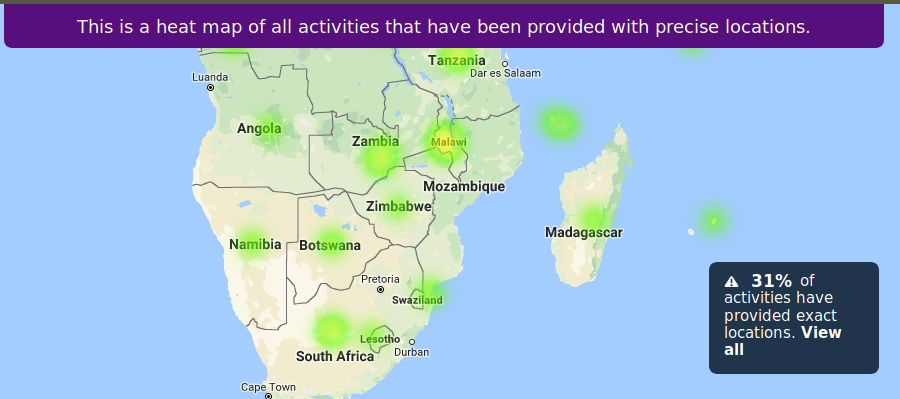 This is a heat map of all activities that have been provided with precise locations.
Tanzania
Dar es Salaam
Luanda
Angola
Zambia
Malawi
Mozambique
Zimbabwe
Madagascar
Namibia
Botswana
Pretoria
Swaziland
Lesotho
Durban
South Africa
Cape Town
31% of
activities have
provided exact
locations. View
all